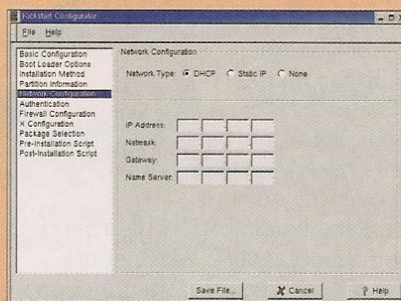 Kickstart Configurator
File Help
Basic Configuration
Boot Loader Options
Installation Method
Partition Information
Network Configuration
Authentication
Firewall Configuration
X Configuration
Package Selection
Pre-Installation Script
Post-Installation Script
Network Configuration
Network Type: DHCP Static IP None
IP Address:
Netmask:
Gateway:
Name Server:
Save File... Cancel Help